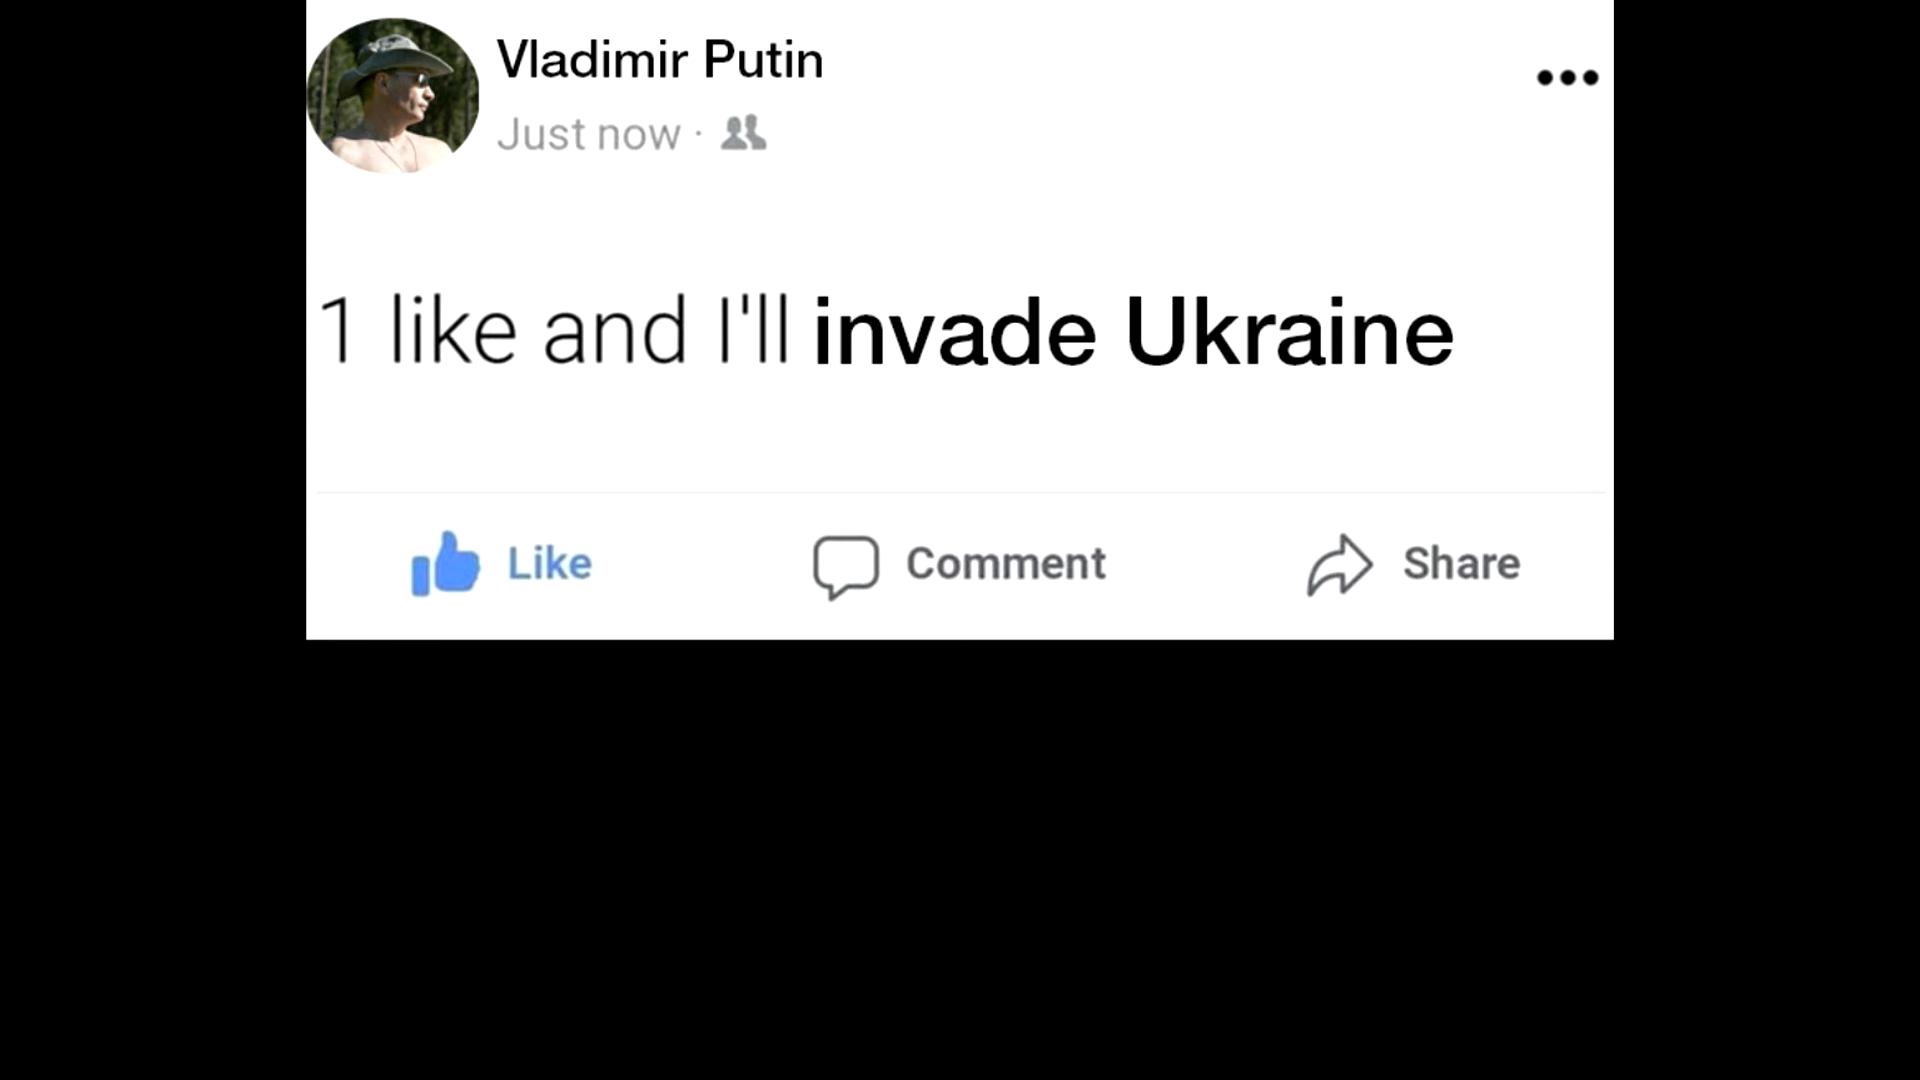 Vladimir Putin
Just now ·
1 like and I'll invade Ukraine
Like Comment Share